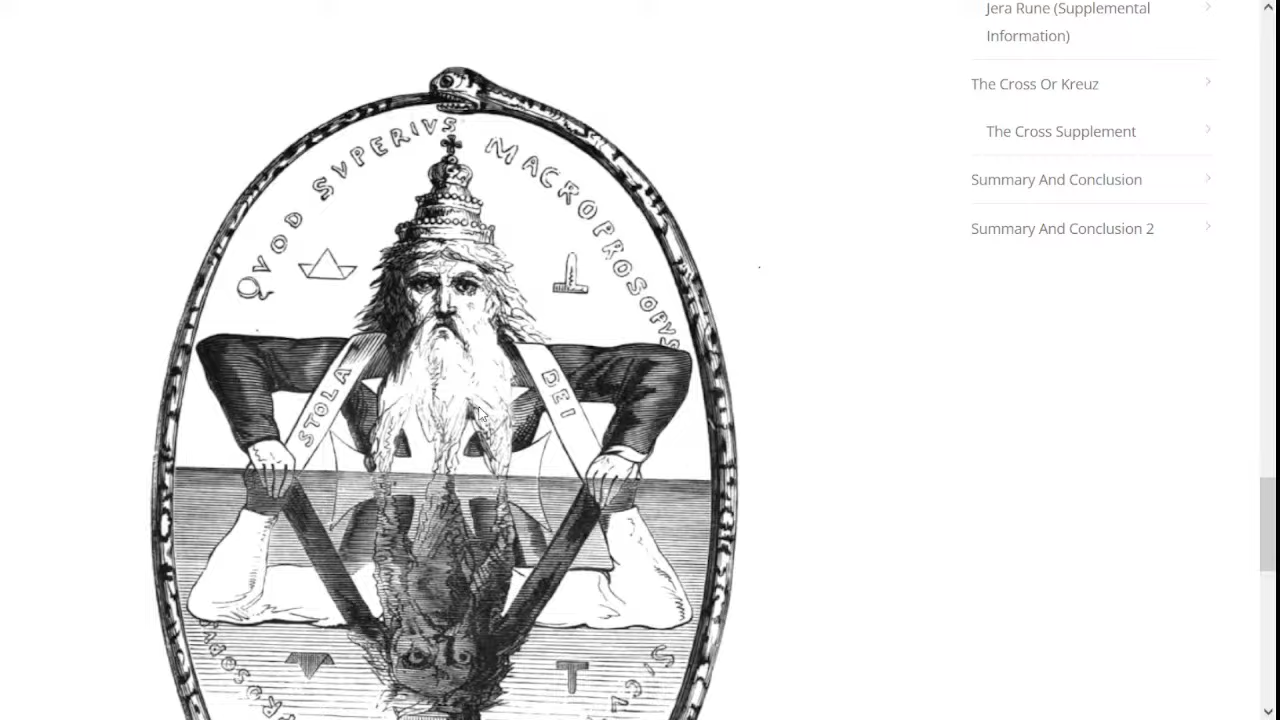 Jera Rune (Supplemental
Information)
The Cross Or Kreuz
The Cross Supplement
Summary And Conclusion
Summary And Conclusion 2
QVOD SVPERIVS
MACROPROSOPVS
STOLA
DEI